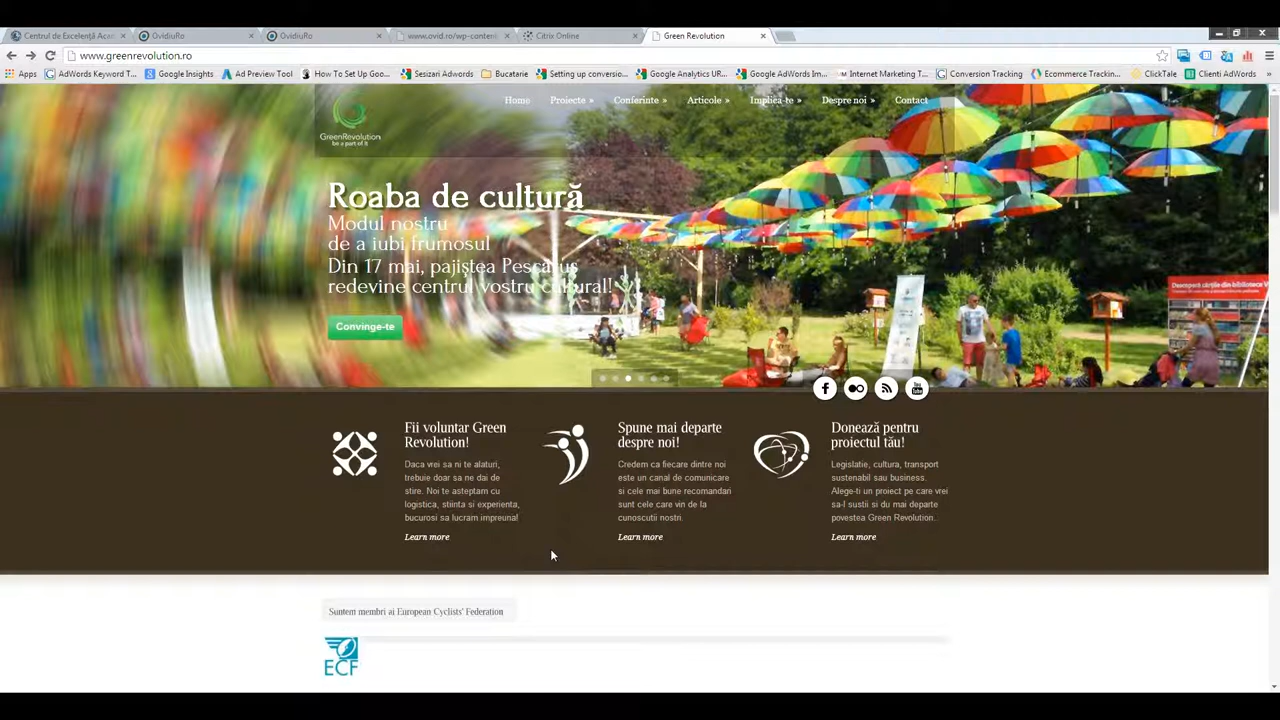 Centrul de Excelență Acad
OvidiuRo
OvidiuRo
www.ovid.ro/wp-conten
Citrix Online
Green Revolution
www.greenrevolution.ro
Apps
AdWords Keyword T...
Google Insights
Ad Preview Tool
How To Set Up Goo...
Sesizari Adwords
Bucatarie
Setting up conversio...
Google Analytics UR...
Google AdWords Im...
Internet Marketing T...
Conversion Tracking
Ecommerce Trackin...
ClickTale
Clienti AdWords
»
GreenRevolution
be a part of it
Home
Proiecte »
Conferinte »
Articole »
Implică-te »
Despre noi »
Contact
Roaba de cultură
Modul nostru
de a iubi frumosul
Din 17 mai, pajiștea Pescăruș
redevine centrul vostru cultural!
Convinge-te
f
You
Tube
Fii voluntar Green
Revolution!
Daca vrei sa ni te alaturi,
trebuie doar sa ne dai de
stire. Noi te asteptam cu
logistica, stiinta si experienta,
bucurosi sa lucram impreuna!
Learn more
Spune mai departe
despre noi!
Credem ca fiecare dintre noi
este un canal de comunicare
si cele mai bune recomandari
sunt cele care vin de la
cunoscutii nostri.
Learn more
Donează pentru
proiectul tău!
Legislatie, cultura, transport
sustenabil sau business.
Alege-ti un proiect pe care vrei
sa-l sustii si du mai departe
povestea Green Revolution..
Learn more
Suntem membri ai European Cyclists' Federation
ECF